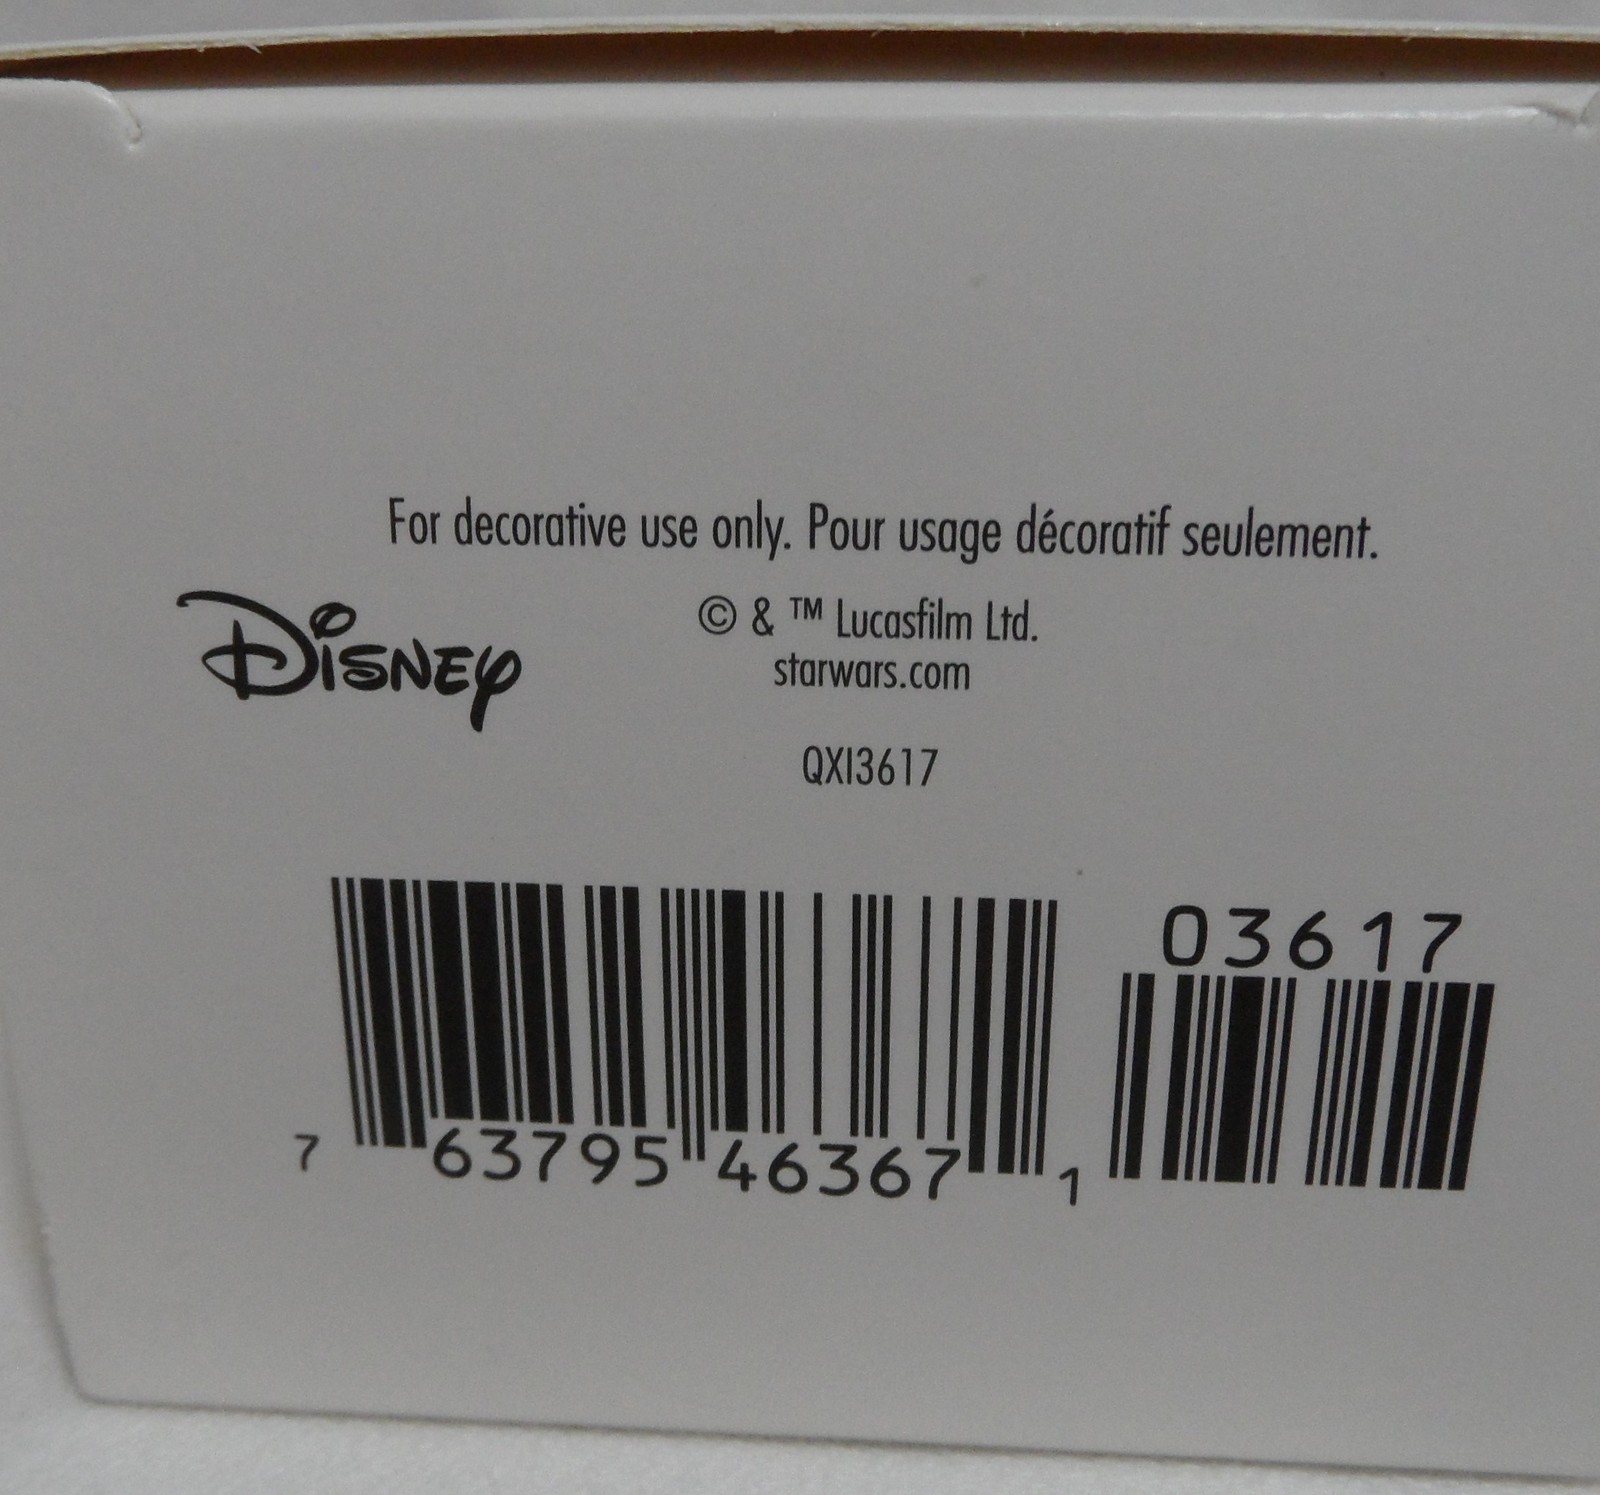 For decorative use only. Pour usage décoratif seulement.
Disney
© & ™ Lucasfilm Ltd.
starwars.com
QXI3617
03617
7 63795 46367 1